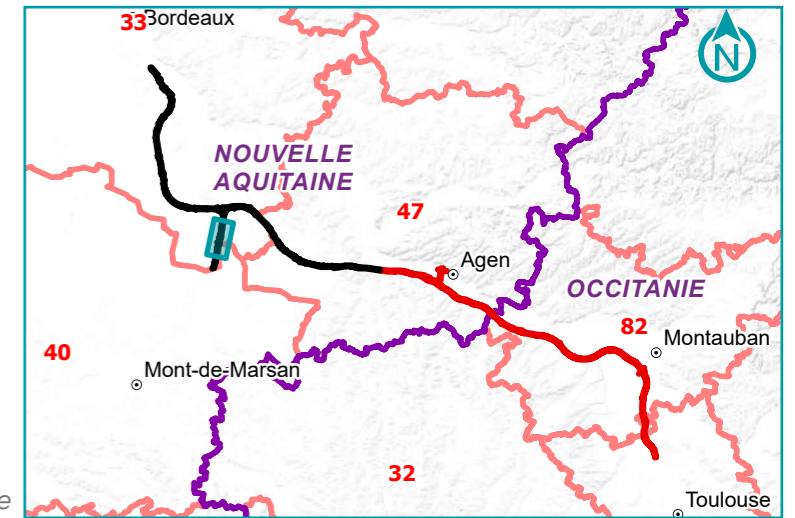 33
Bordeaux
N
NOUVELLE
AQUITAINE
47
Agen
OCCITANIE
82
Montauban
40
Mont-de-Marsan
32
Toulouse
e